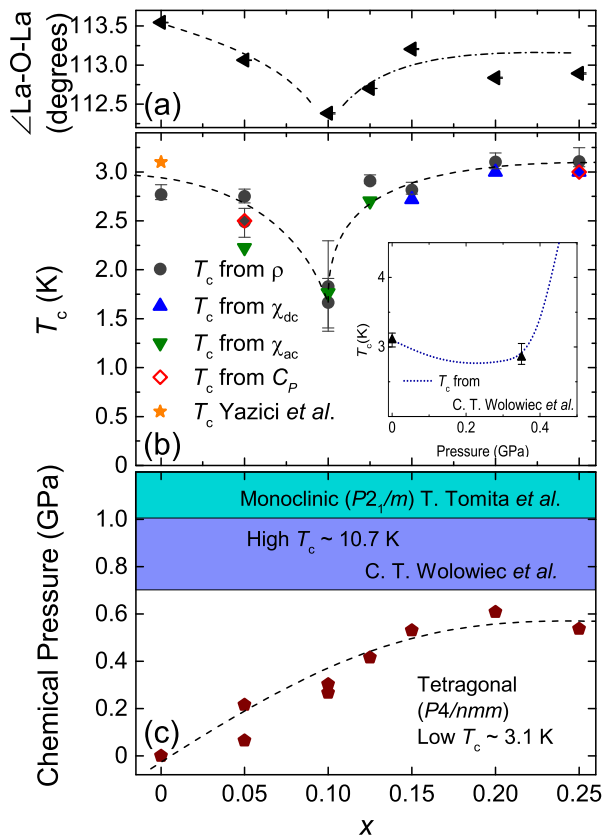 ∠La-O-La
(degrees)
113.5
113.0
112.5
(a)
T_c (K)
3.0
2.5
2.0
1.5
1.0
0.5
0
T_c from ρ
T_c from χ_dc
T_c from χ_ac
T_c from C_P
T_c Yazici et al.
(b)
T_c(K)
4
3
2
T_c from
C. T. Wolowiec et al.
0.0
0.2
0.4
Pressure (GPa)
Chemical Pressure (GPa)
Monoclinic (P2₁/m) T. Tomita et al.
1.0
High T_c ~ 10.7 K
0.8
C. T. Wolowiec et al.
0.6
0.4
Tetragonal
(P4/nmm)
Low T_c ~ 3.1 K
0.2
(c)
0
0
0.05
0.10
0.15
0.20
0.25
x